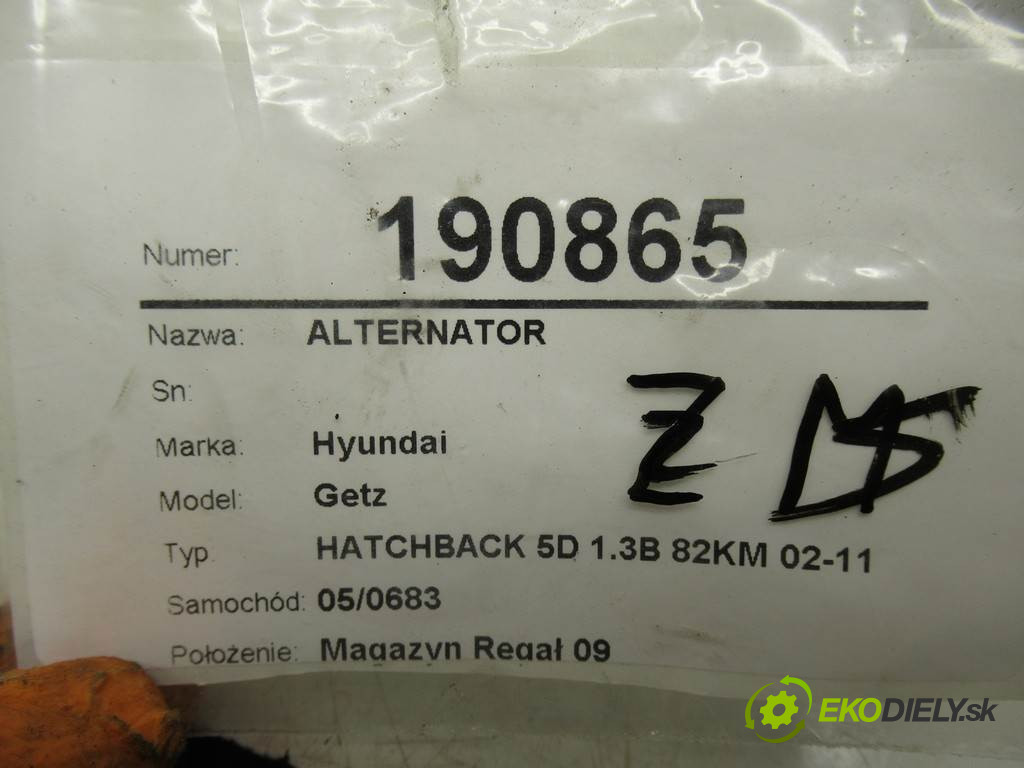 Numer: 190865
Nazwa: ALTERNATOR
Sn:
Marka: Hyundai
Model: Getz
Typ: HATCHBACK 5D 1.3B 82KM 02-11
Samochód: 05/0683
Położenie: Magazyn Regał 09
EKODIELY.sk